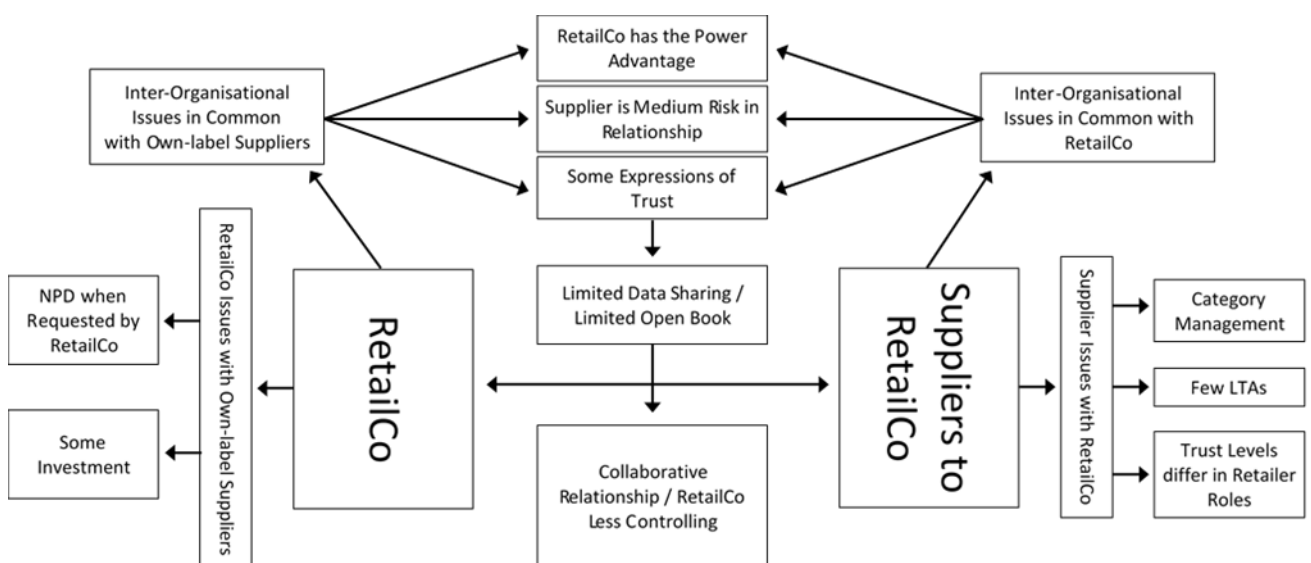 RetailCo has the Power
Advantage
Inter-Organisational
Issues in Common
with Own-label Suppliers
Supplier is Medium Risk in
Relationship
Inter-Organisational
Issues in Common with
RetailCo
Some Expressions of
Trust
RetailCo Issues with Own-label Suppliers
NPD when
Requested by
RetailCo
Some
Investment
RetailCo
Limited Data Sharing /
Limited Open Book
Collaborative
Relationship / RetailCo
Less Controlling
Suppliers to
RetailCo
Supplier Issues with RetailCo
Category
Management
Few LTAs
Trust Levels
differ in Retailer
Roles